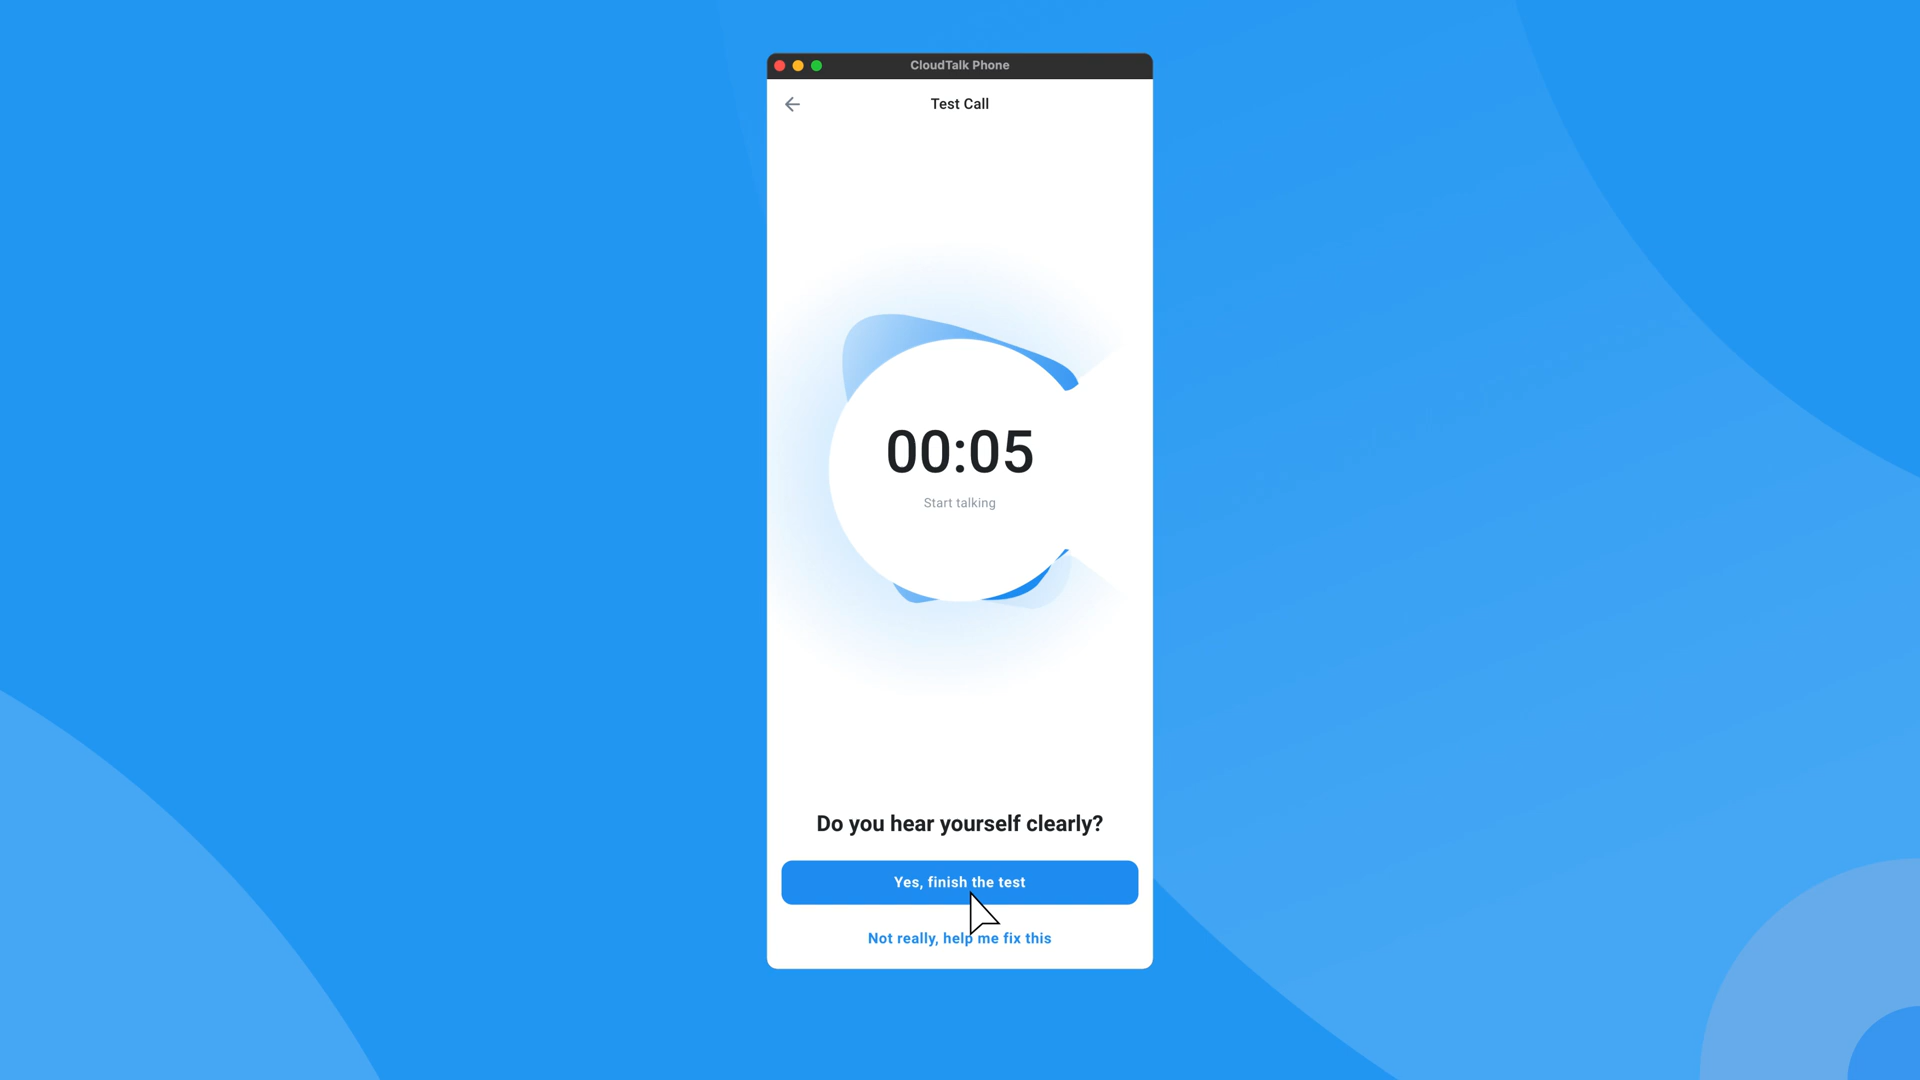 CloudTalk Phone
Test Call
00:05
Start talking
Do you hear yourself clearly?
Yes, finish the test
Not really, help me fix this